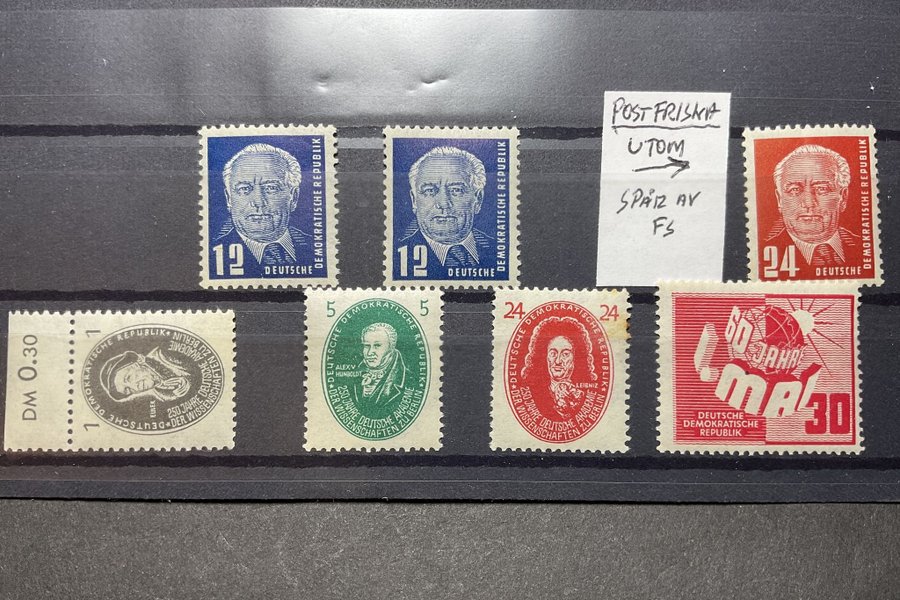 POSTFRISKA
UTOM
SPÅR AV
FS
12
DEUTSCHE
DEMOKRATISCHE REPUBLIK
12
DEUTSCHE
DEMOKRATISCHE REPUBLIK
24
DEUTSCHE
DEMOKRATISCHE REPUBLIK
DM 0.30
1
1
DEUTSCHE DEMOKRATISCHE REPUBLIK
EULER
250 JAHRE DEUTSCHE AKADEMIE
DER WISSENSCHAFTEN ZU BERLIN
5
5
DEUTSCHE DEMOKRATISCHE REPUBLIK
ALEX V
HUMBOLDT
250 JAHRE DEUTSCHE AKADEMIE
DER WISSENSCHAFTEN ZU BERLIN
24
24
DEUTSCHE DEMOKRATISCHE REPUBLIK
LEIBNIZ
250 JAHRE DEUTSCHE AKADEMIE
DER WISSENSCHAFTEN ZU BERLIN
60 JAHRE
1. MAI
DEUTSCHE
DEMOKRATISCHE
REPUBLIK
30